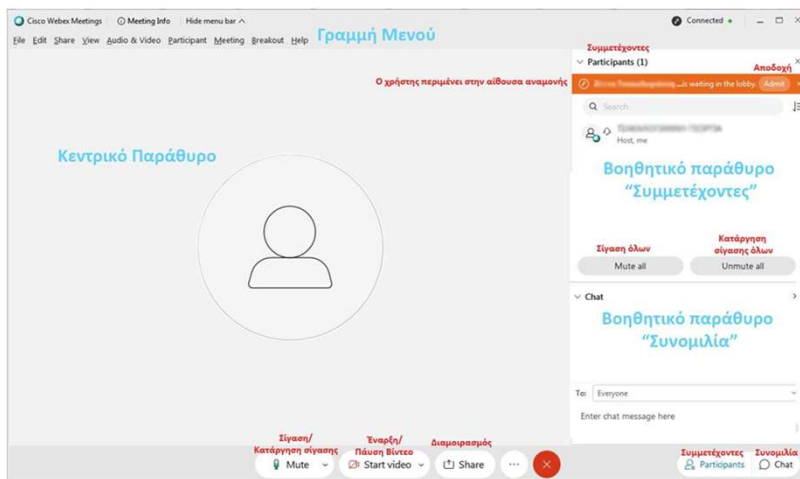 Cisco Webex Meetings Meeting Info Hide menu bar Connected
File Edit Share View Audio & Video Participant Meeting Breakout Help
Γραμμή Μενού
Συμμετέχοντες
Participants (1)
Αποδοχή
Ο χρήστης περιμένει στην αίθουσα αναμονής
...is waiting in the lobby. Admit
Search
Host, me
Κεντρικό Παράθυρο
Βοηθητικό παράθυρο
“Συμμετέχοντες”
Σίγαση όλων
Κατάργηση
σίγασης όλων
Mute all Unmute all
Chat
Βοηθητικό παράθυρο
“Συνομιλία”
To: Everyone
Enter chat message here
Σίγαση/
Κατάργηση σίγασης
Έναρξη/
Πάυση Βίντεο
Διαμοιρασμός
Συμμετέχοντες Συνομιλία
Mute Start video Share Participants Chat